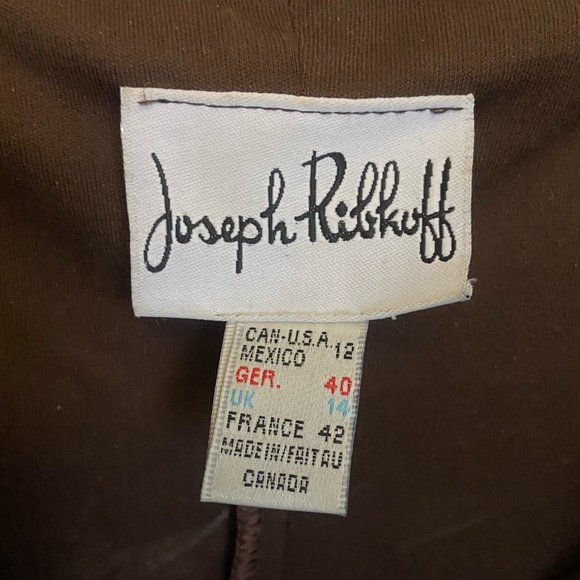 Joseph Ribkoff
CAN-U.S.A. 12
MEXICO
GER. 40
UK 14
FRANCE 42
MADE IN/FAIT AU
CANADA